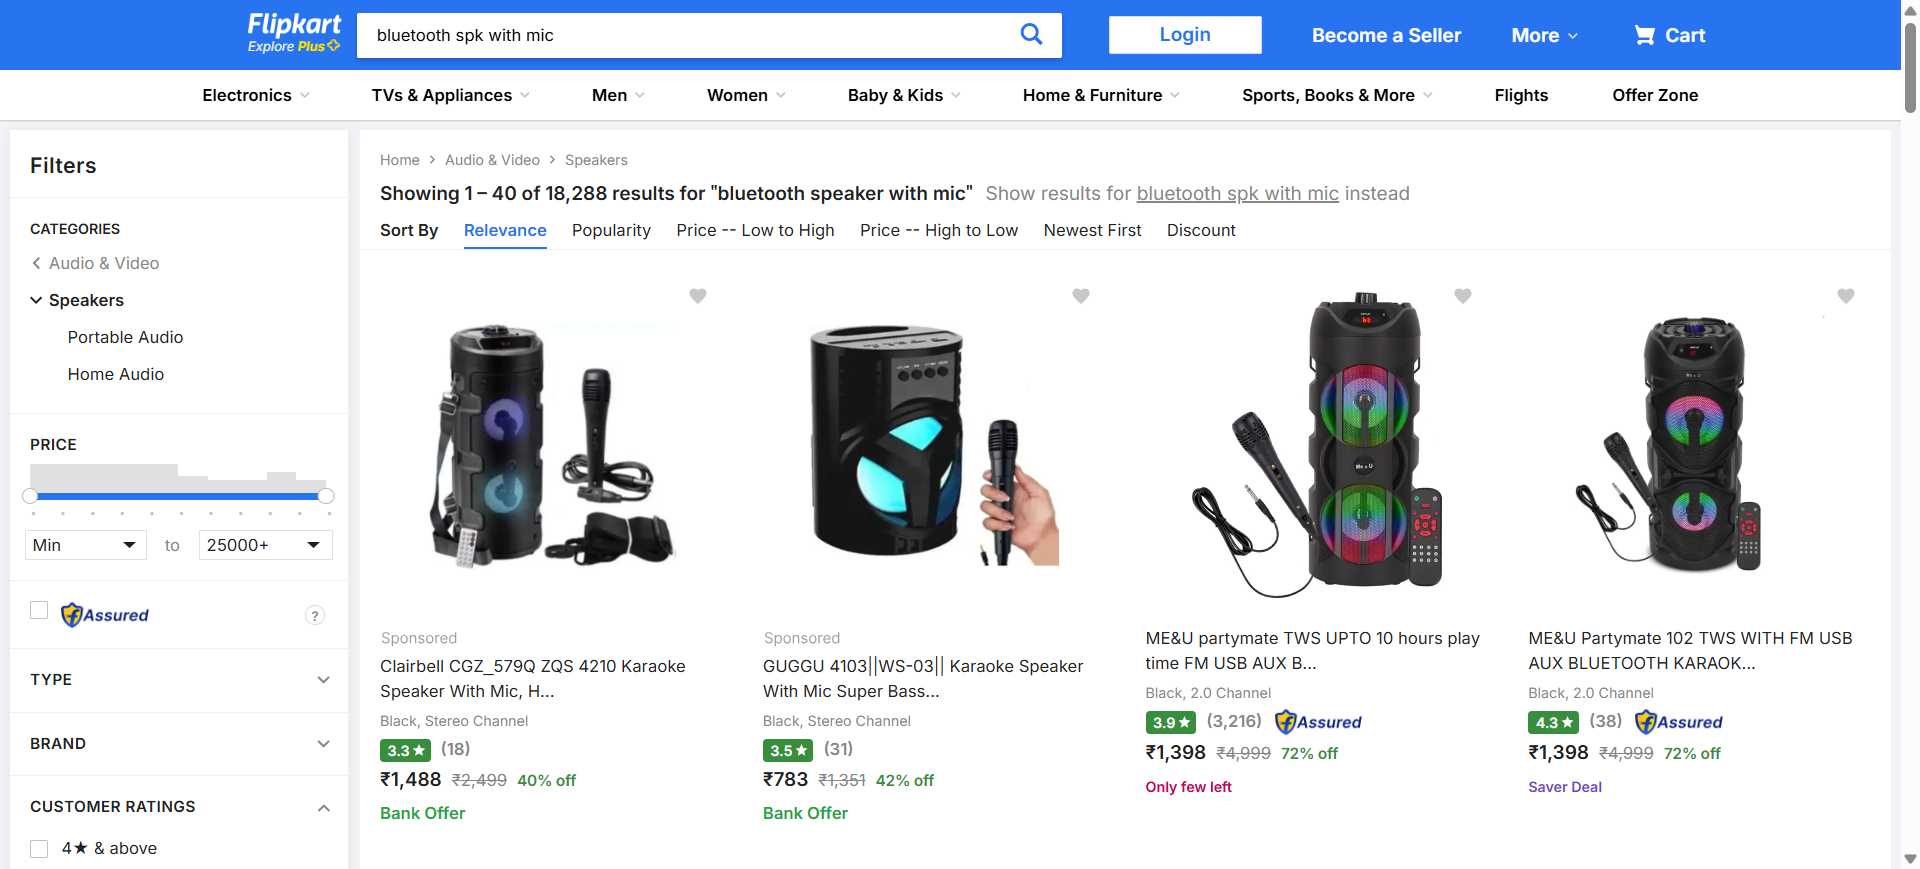 Flipkart
Explore Plus
bluetooth spk with mic
Login
Become a Seller
More
Cart
Electronics
TVs & Appliances
Men
Women
Baby & Kids
Home & Furniture
Sports, Books & More
Flights
Offer Zone
Filters
CATEGORIES
Audio & Video
Speakers
Portable Audio
Home Audio
PRICE
Min
to
25000+
Assured
?
TYPE
BRAND
CUSTOMER RATINGS
4★ & above
Home > Audio & Video > Speakers
Showing 1 – 40 of 18,288 results for "bluetooth speaker with mic" Show results for bluetooth spk with mic instead
Sort By Relevance Popularity Price -- Low to High Price -- High to Low Newest First Discount
Sponsored
Clairbell CGZ_579Q ZQS 4210 Karaoke
Speaker With Mic, H...
Black, Stereo Channel
3.3★ (18)
₹1,488 ₹2,499 40% off
Bank Offer
Sponsored
GUGGU 4103||WS-03|| Karaoke Speaker
With Mic Super Bass...
Black, Stereo Channel
3.5★ (31)
₹783 ₹1,351 42% off
Bank Offer
Me & U
ME&U partymate TWS UPTO 10 hours play
time FM USB AUX B...
Black, 2.0 Channel
3.9★ (3,216) Assured
₹1,398 ₹4,999 72% off
Only few left
ME&U Partymate 102 TWS WITH FM USB
AUX BLUETOOTH KARAOK...
Black, 2.0 Channel
4.3★ (38) Assured
₹1,398 ₹4,999 72% off
Saver Deal